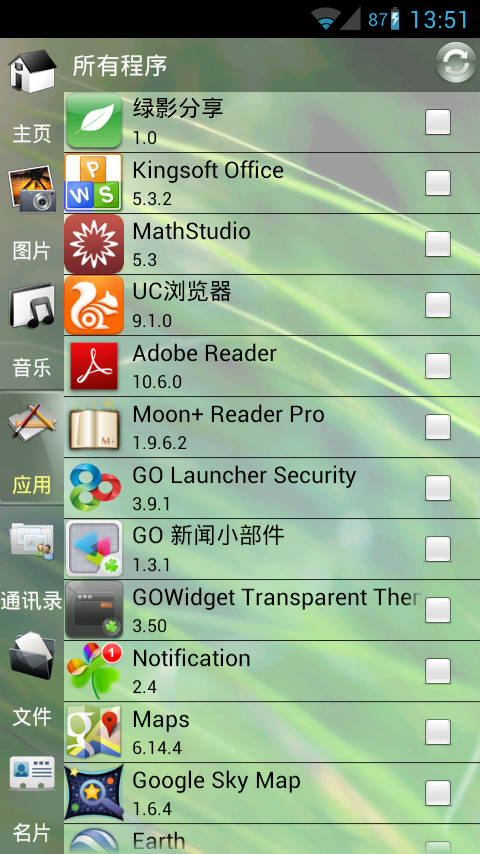 87 13:51
所有程序
主页
图片
音乐
应用
通讯录
文件
名片
绿影分享
1.0
P
W S
Kingsoft Office
5.3.2
MathStudio
5.3
UC浏览器
9.1.0
Adobe Reader
10.6.0
M+
Moon+ Reader Pro
1.9.6.2
GO Launcher Security
3.9.1
GO 新闻小部件
1.3.1
GOWidget Transparent Ther
3.50
1
Notification
2.4
g
Maps
6.14.4
Google Sky Map
1.6.4
Earth